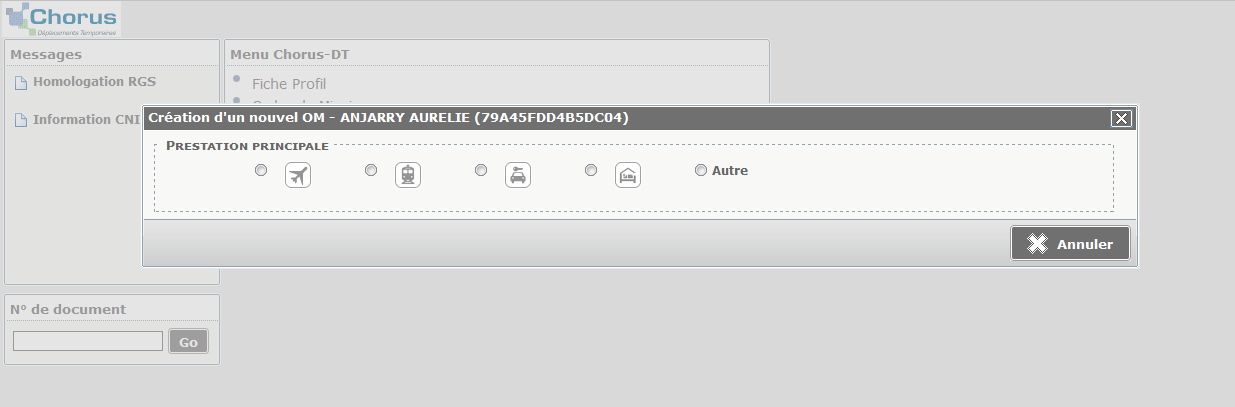 Chorus
Déplacements Temporaires
Messages
Homologation RGS
Information CNI
Menu Chorus-DT
Fiche Profil
Création d'un nouvel OM - ANJARRY AURELIE (79A45FDD4B5DC04)
PRESTATION PRINCIPALE
Autre
Annuler
N° de document
Go